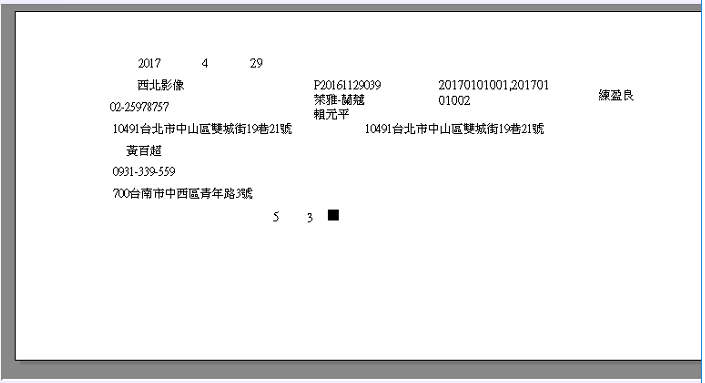 2017 4 29
西北影像 P20161129039 20170101001,201701
萊雅-蘭蔻 01002 練盈良
02-25978757 賴元平
10491台北市中山區雙城街19巷21號 10491台北市中山區雙城街19巷21號
黃百超
0931-339-559
700台南市中西區青年路3號
5 3 ■